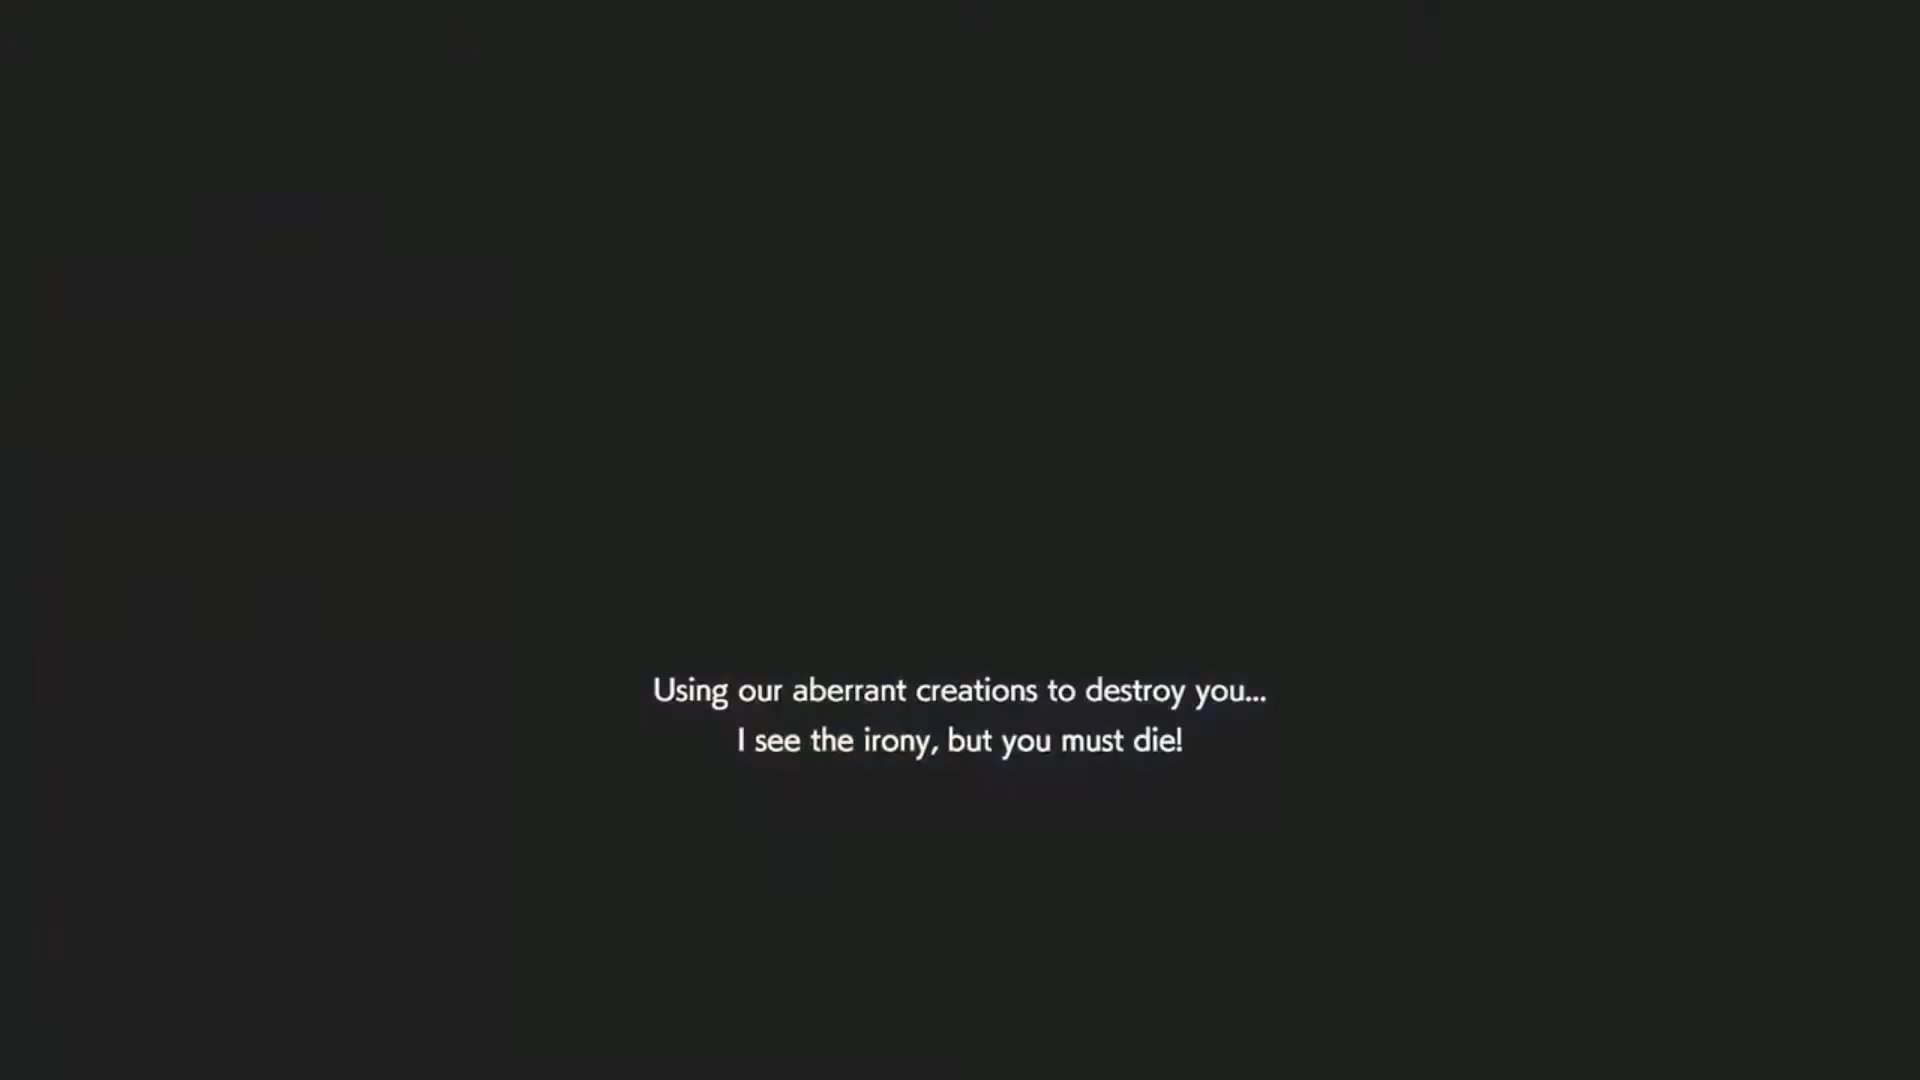 Using our aberrant creations to destroy you...
I see the irony, but you must die!